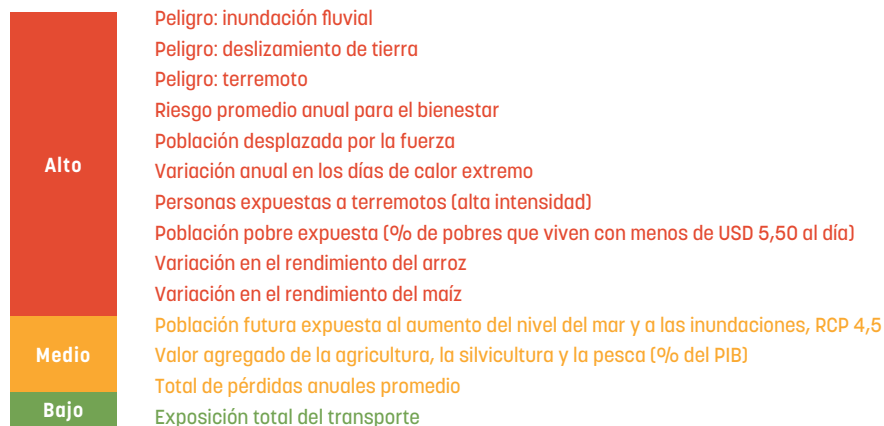 Alto
Peligro: inundación fluvial
Peligro: deslizamiento de tierra
Peligro: terremoto
Riesgo promedio anual para el bienestar
Población desplazada por la fuerza
Variación anual en los días de calor extremo
Personas expuestas a terremotos (alta intensidad)
Población pobre expuesta (% de pobres que viven con menos de USD 5,50 al día)
Variación en el rendimiento del arroz
Variación en el rendimiento del maíz
Medio
Población futura expuesta al aumento del nivel del mar y a las inundaciones, RCP 4,5
Valor agregado de la agricultura, la silvicultura y la pesca (% del PIB)
Total de pérdidas anuales promedio
Bajo
Exposición total del transporte